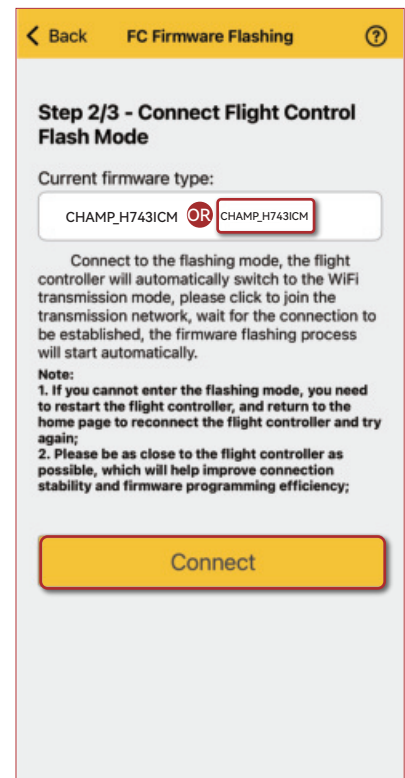 Back FC Firmware Flashing ?
Step 2/3 - Connect Flight Control
Flash Mode
Current firmware type:
CHAMP_H743ICM OR CHAMP_H743ICM
Connect to the flashing mode, the flight
controller will automatically switch to the WiFi
transmission mode, please click to join the
transmission network, wait for the connection to
be established, the firmware flashing process
will start automatically.
Note:
1. If you cannot enter the flashing mode, you need
to restart the flight controller, and return to the
home page to reconnect the flight controller and try
again;
2. Please be as close to the flight controller as
possible, which will help improve connection
stability and firmware programming efficiency;
Connect